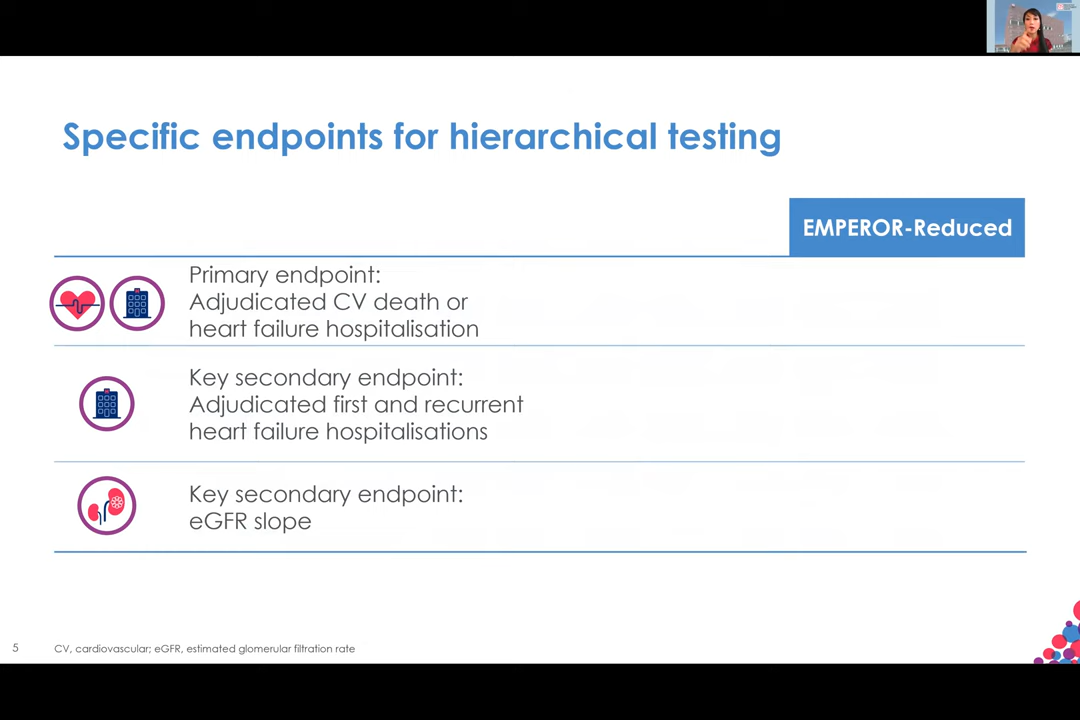 Specific endpoints for hierarchical testing
EMPEROR-Reduced
Primary endpoint:
Adjudicated CV death or
heart failure hospitalisation
Key secondary endpoint:
Adjudicated first and recurrent
heart failure hospitalisations
Key secondary endpoint:
eGFR slope
5
CV, cardiovascular; eGFR, estimated glomerular filtration rate